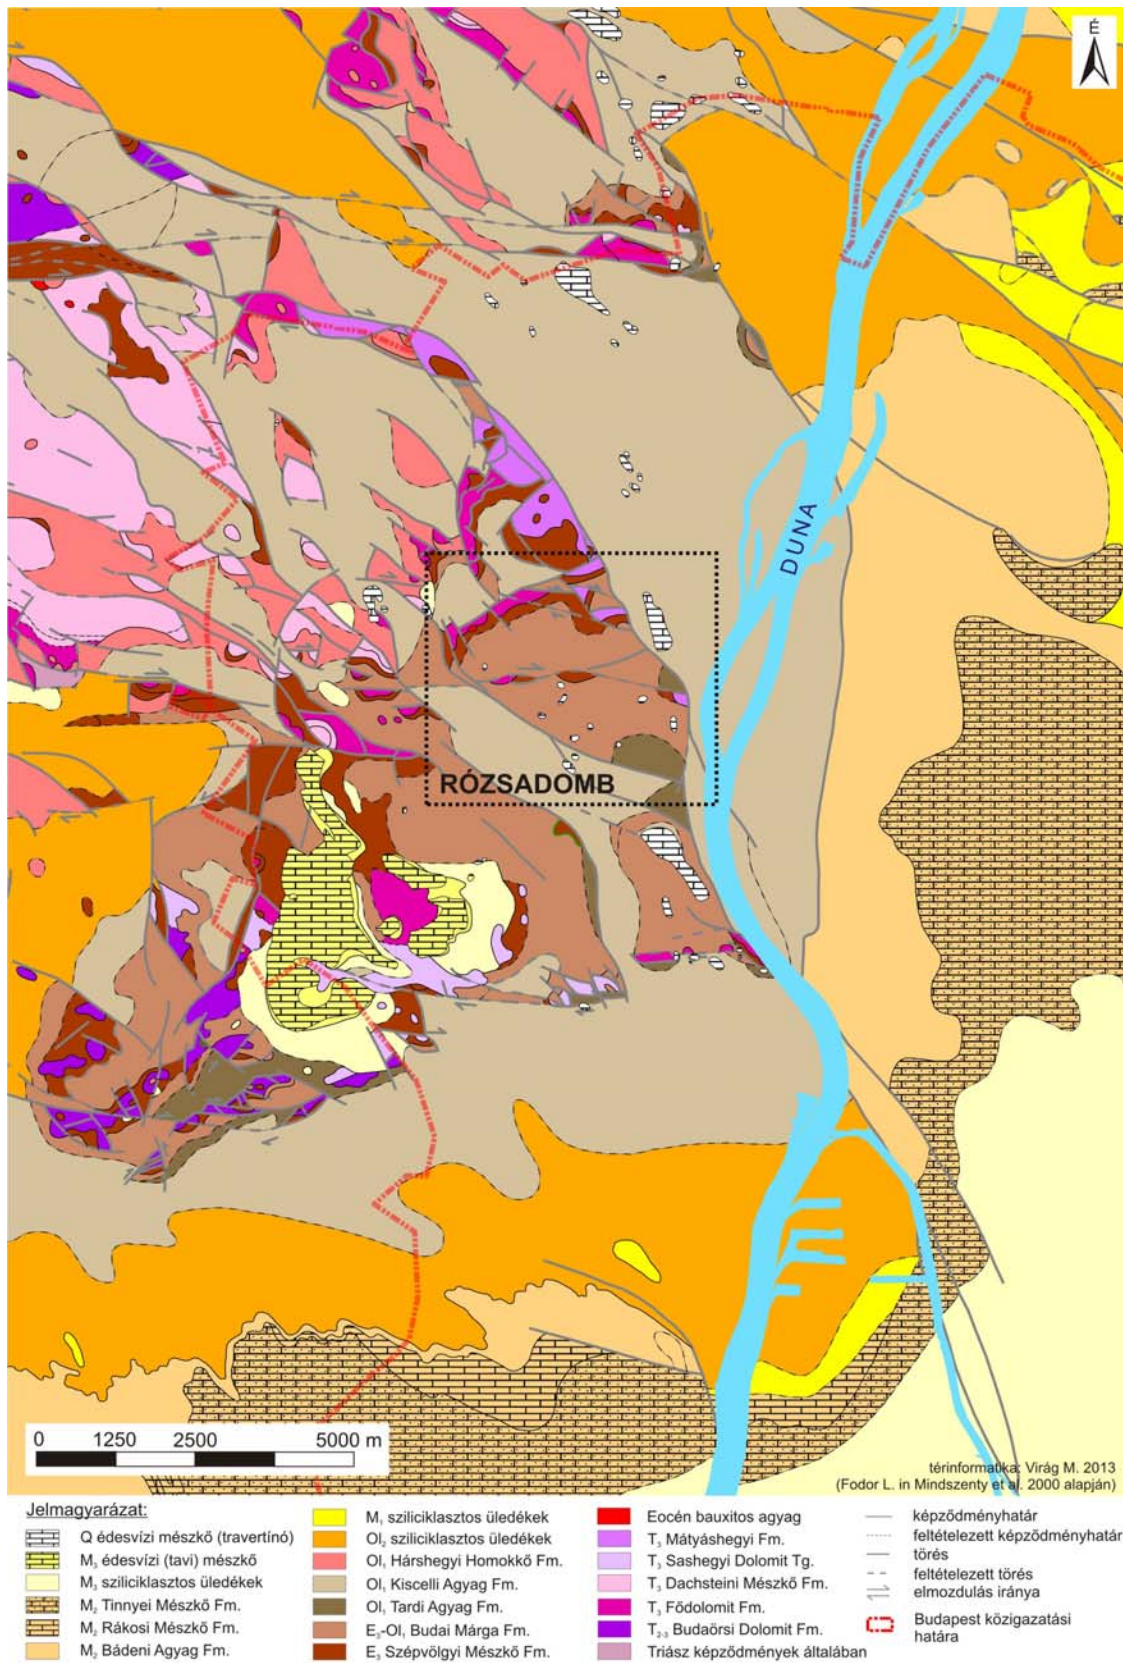 É
DUNA
RÓZSADOMB
0 1250 2500 5000 m
térinformatika: Virág M. 2013
(Fodor L. in Mindszenty et al. 2000 alapján)
Jelmagyarázat:
Q édesvízi mészkő (travertínó)
M₃ édesvízi (tavi) mészkő
M₃ sziliciklasztos üledékek
M₂ Tinnyei Mészkő Fm.
M₂ Rákosi Mészkő Fm.
M₂ Bádeni Agyag Fm.
M₁ sziliciklasztos üledékek
Ol₂ sziliciklasztos üledékek
Ol₁ Hárshegyi Homokkő Fm.
Ol₁ Kiscelli Agyag Fm.
Ol₁ Tardi Agyag Fm.
E₃-Ol₁ Budai Márga Fm.
E₃ Szépvölgyi Mészkő Fm.
Eocén bauxitos agyag
T₃ Mátyáshegyi Fm.
T₃ Sashegyi Dolomit Tg.
T₃ Dachsteini Mészkő Fm.
T₃ Fődolomit Fm.
T₂₋₃ Budaörsi Dolomit Fm.
Triász képződmények általában
képződményhatár
feltételezett képződményhatár
törés
feltételezett törés
elmozdulás iránya
Budapest közigazatási
határa